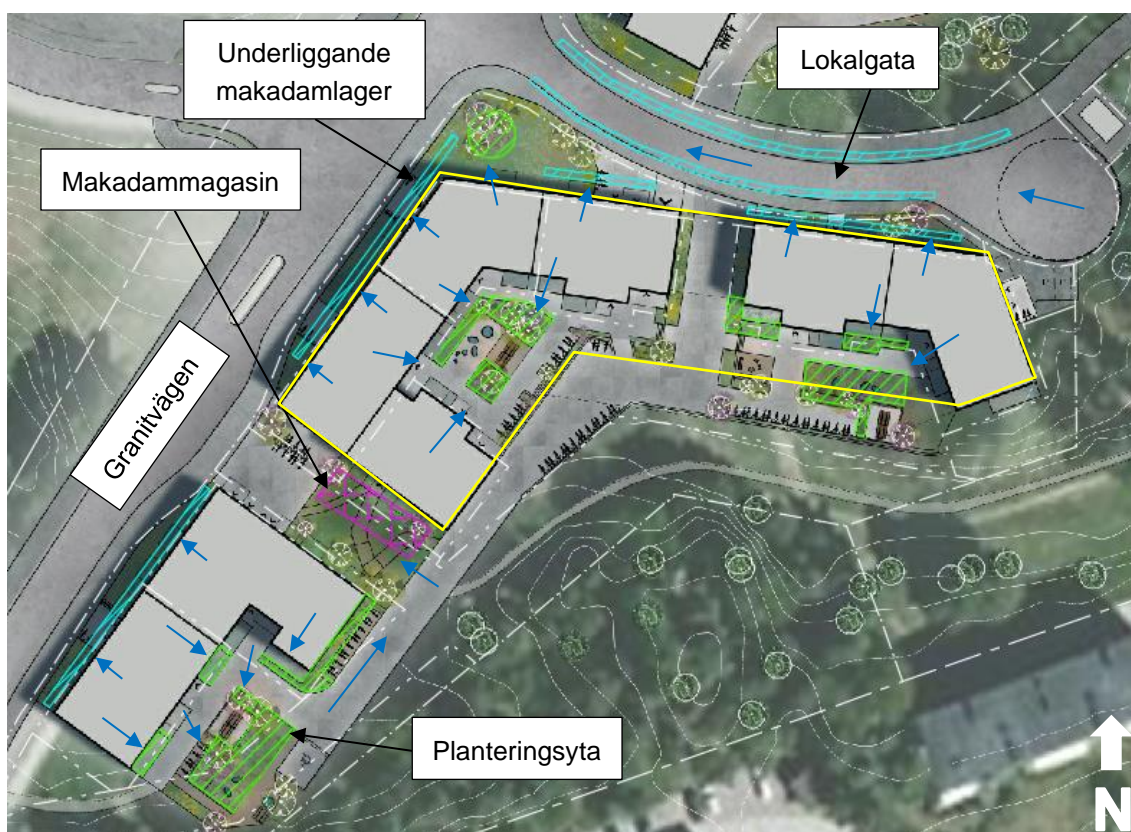 Underliggande
makadamlager
Lokalgata
Makadammagasin
Granitvägen
Planteringsyta
N